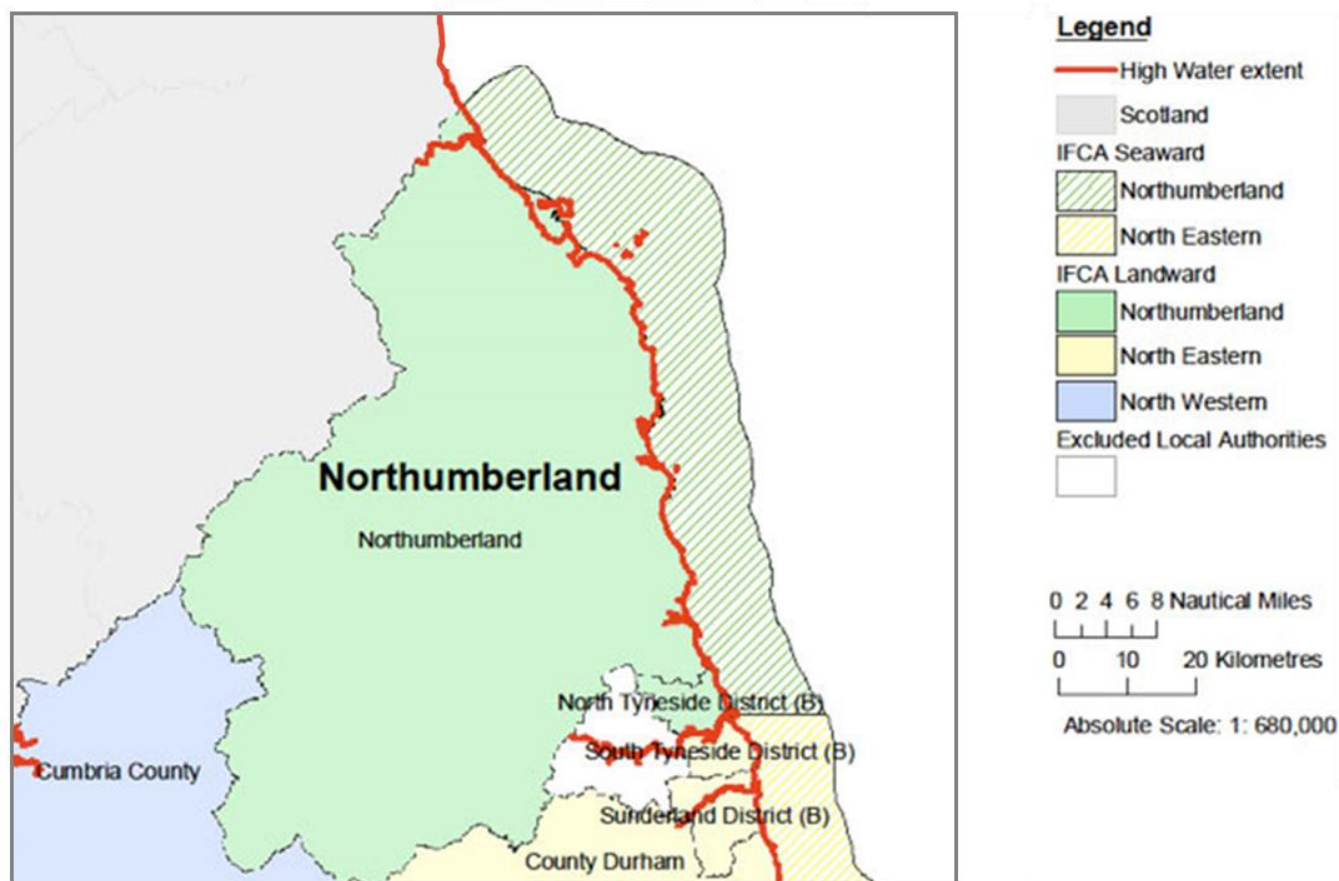 Northumberland
Northumberland
North Tyneside District (B)
South Tyneside District (B)
Cumbria County
Sunderland District (B)
County Durham
Legend
High Water extent
Scotland
IFCA Seaward
Northumberland
North Eastern
IFCA Landward
Northumberland
North Eastern
North Western
Excluded Local Authorities
0 2 4 6 8 Nautical Miles
0 10 20 Kilometres
Absolute Scale: 1: 680,000